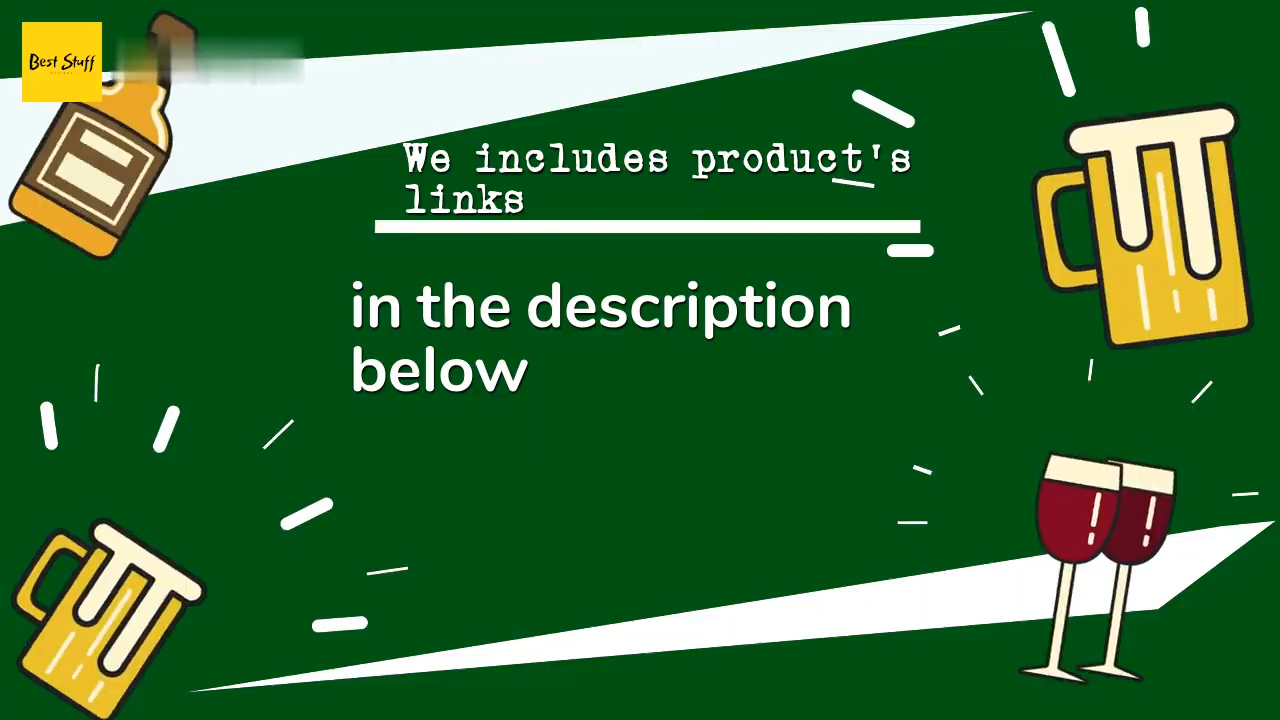 Best Stuff
We includes product's
links
in the description
below